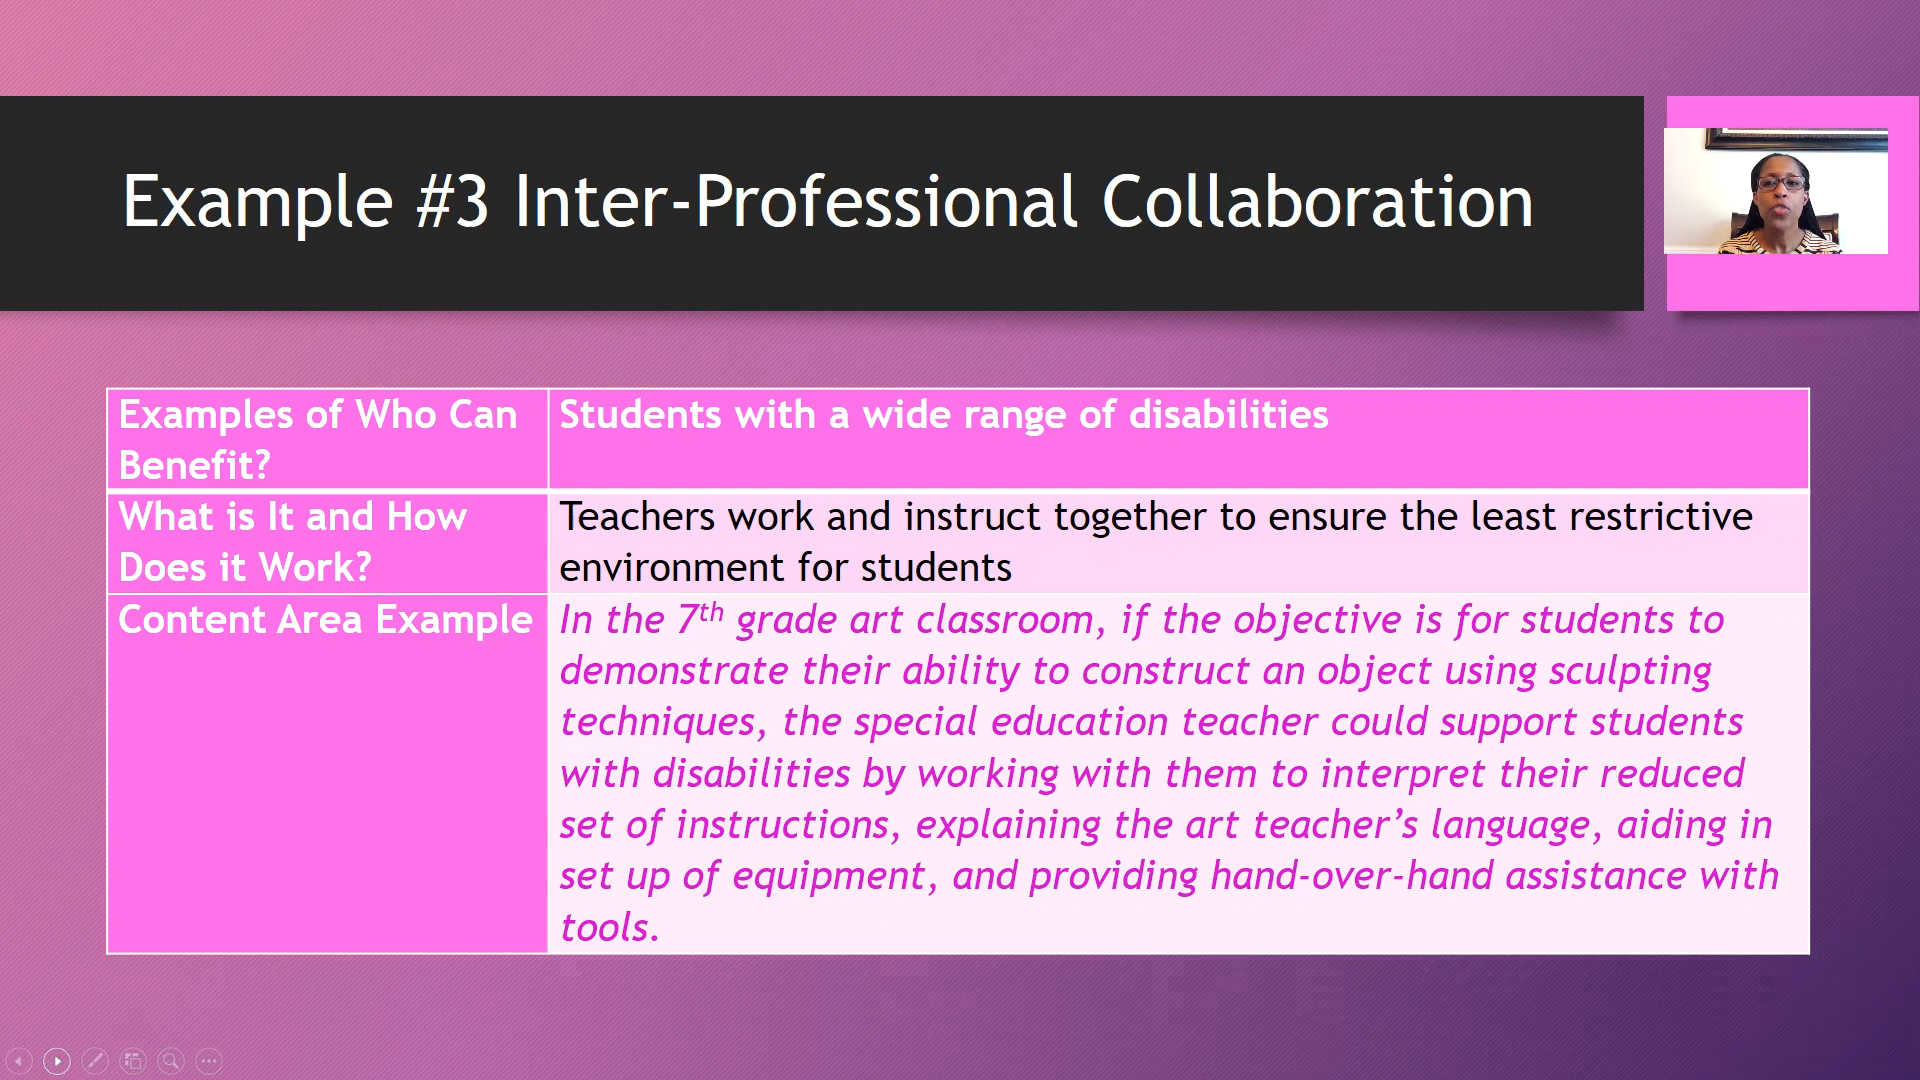 Example #3 Inter-Professional Collaboration
Examples of Who Can
Benefit?
Students with a wide range of disabilities
What is It and How
Does it Work?
Teachers work and instruct together to ensure the least restrictive
environment for students
Content Area Example
In the 7th grade art classroom, if the objective is for students to
demonstrate their ability to construct an object using sculpting
techniques, the special education teacher could support students
with disabilities by working with them to interpret their reduced
set of instructions, explaining the art teacher’s language, aiding in
set up of equipment, and providing hand-over-hand assistance with
tools.